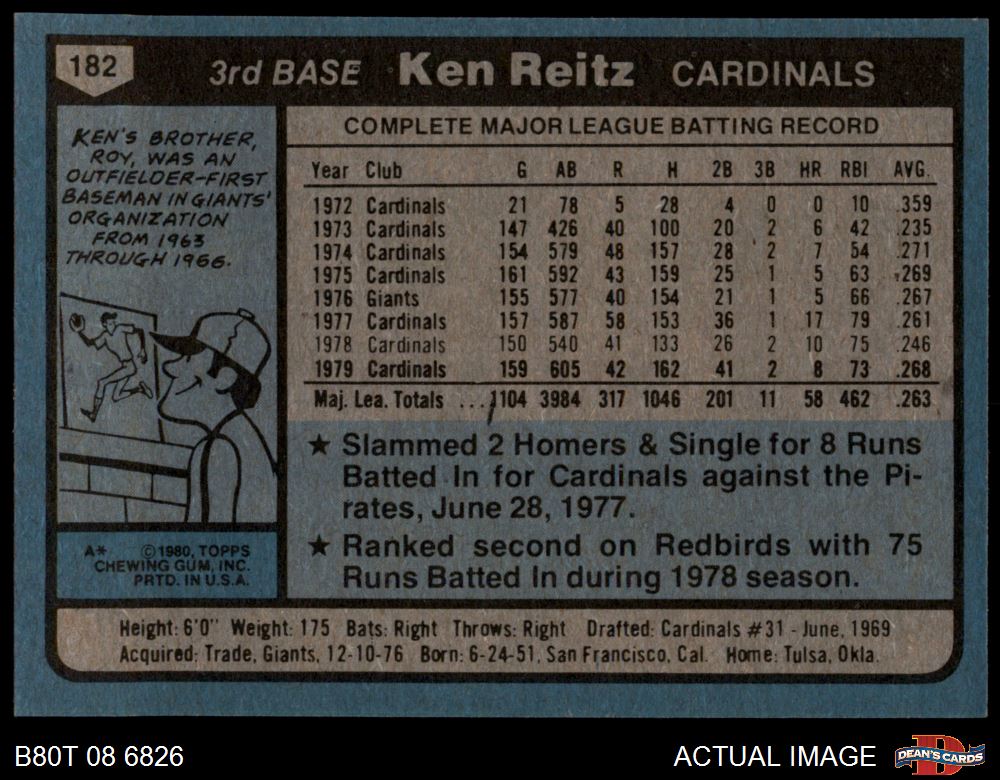 182
3rd BASE Ken Reitz CARDINALS
KEN'S BROTHER,
ROY, WAS AN
OUTFIELDER-FIRST
BASEMAN IN GIANTS'
ORGANIZATION
FROM 1963
THROUGH 1966.
A* ©1980, TOPPS
CHEWING GUM, INC.
PRTD. IN U.S.A.
COMPLETE MAJOR LEAGUE BATTING RECORD
Year Club G AB R H 2B 3B HR RBI AVG.
1972 Cardinals 21 78 5 28 4 0 0 10 .359
1973 Cardinals 147 426 40 100 20 2 6 42 .235
1974 Cardinals 154 579 48 157 28 2 7 54 .271
1975 Cardinals 161 592 43 159 25 1 5 63 .269
1976 Giants 155 577 40 154 21 1 5 66 .267
1977 Cardinals 157 587 58 153 36 1 17 79 .261
1978 Cardinals 150 540 41 133 26 2 10 75 .246
1979 Cardinals 159 605 42 162 41 2 8 73 .268
Maj. Lea. Totals ... 1104 3984 317 1046 201 11 58 462 .263
★ Slammed 2 Homers & Single for 8 Runs
Batted In for Cardinals against the Pi-
rates, June 28, 1977.
★ Ranked second on Redbirds with 75
Runs Batted In during 1978 season.
Height: 6'0" Weight: 175 Bats: Right Throws: Right Drafted: Cardinals #31 - June, 1969
Acquired: Trade, Giants, 12-10-76 Born: 6-24-51, San Francisco, Cal. Home: Tulsa, Okla.
B80T 08 6826
ACTUAL IMAGE
D
DEAN'S CARDS